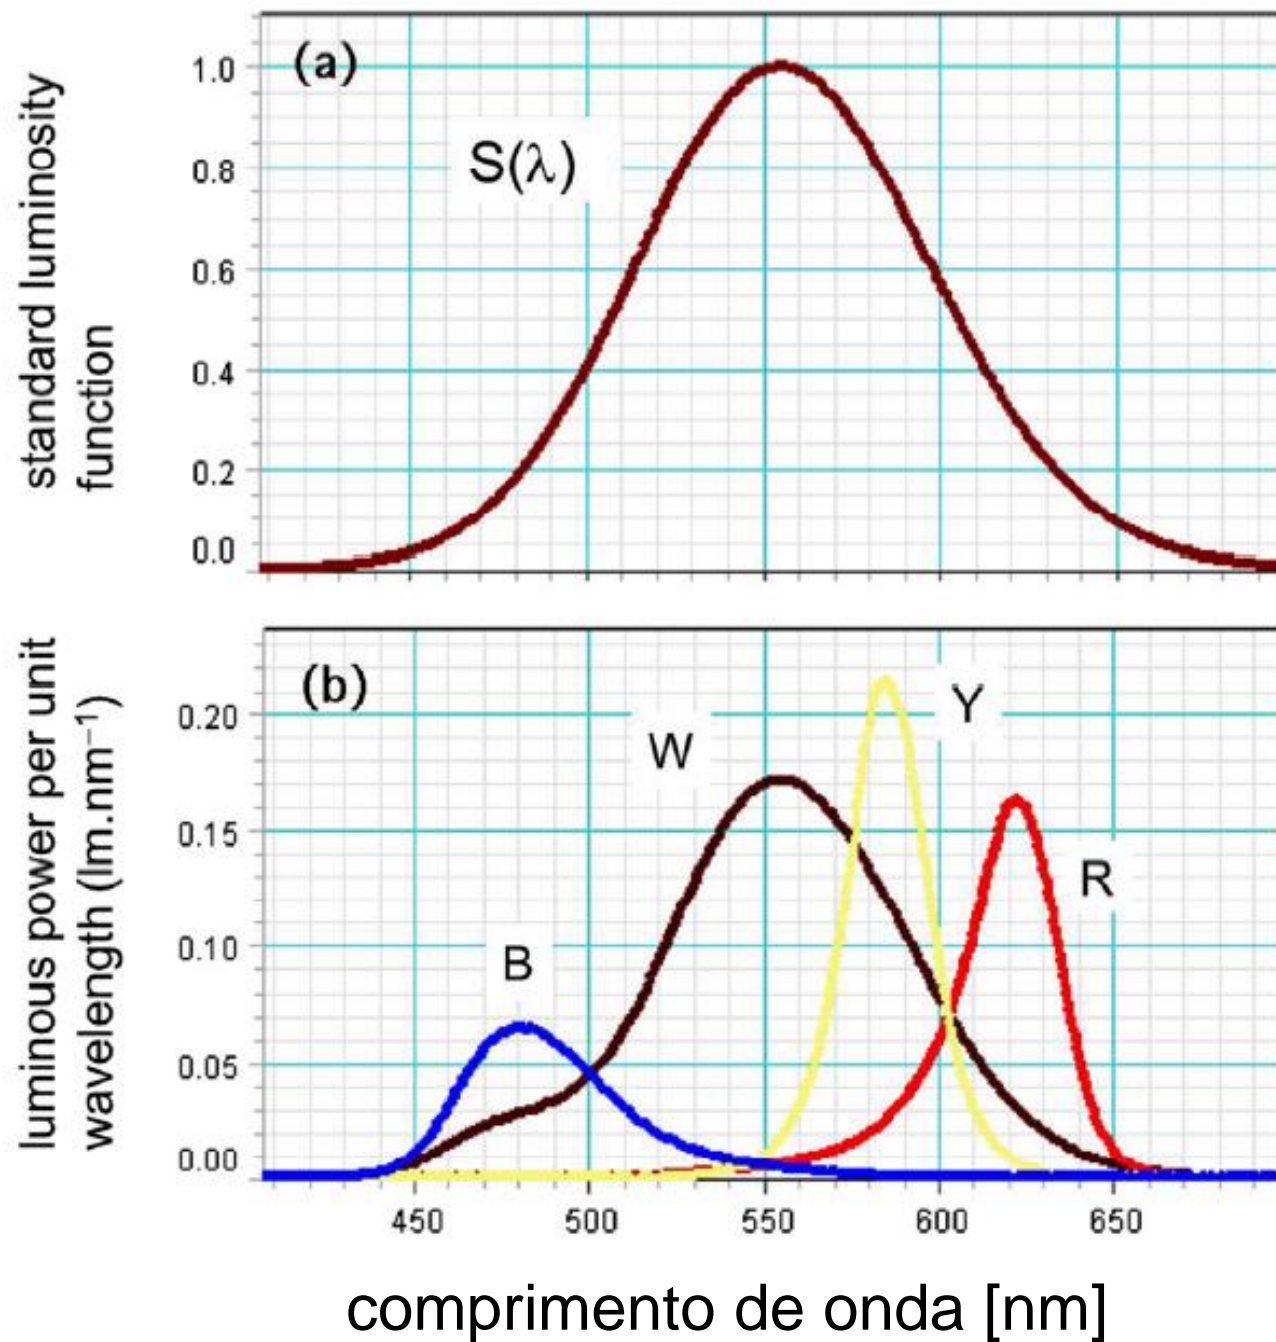 (a)
S(λ)
standard luminosity
function
1.0
0.8
0.6
0.4
0.2
0.0
(b)
W
Y
R
B
luminous power per unit
wavelength (lm.nm⁻¹)
0.20
0.15
0.10
0.05
0.00
450 500 550 600 650
comprimento de onda [nm]